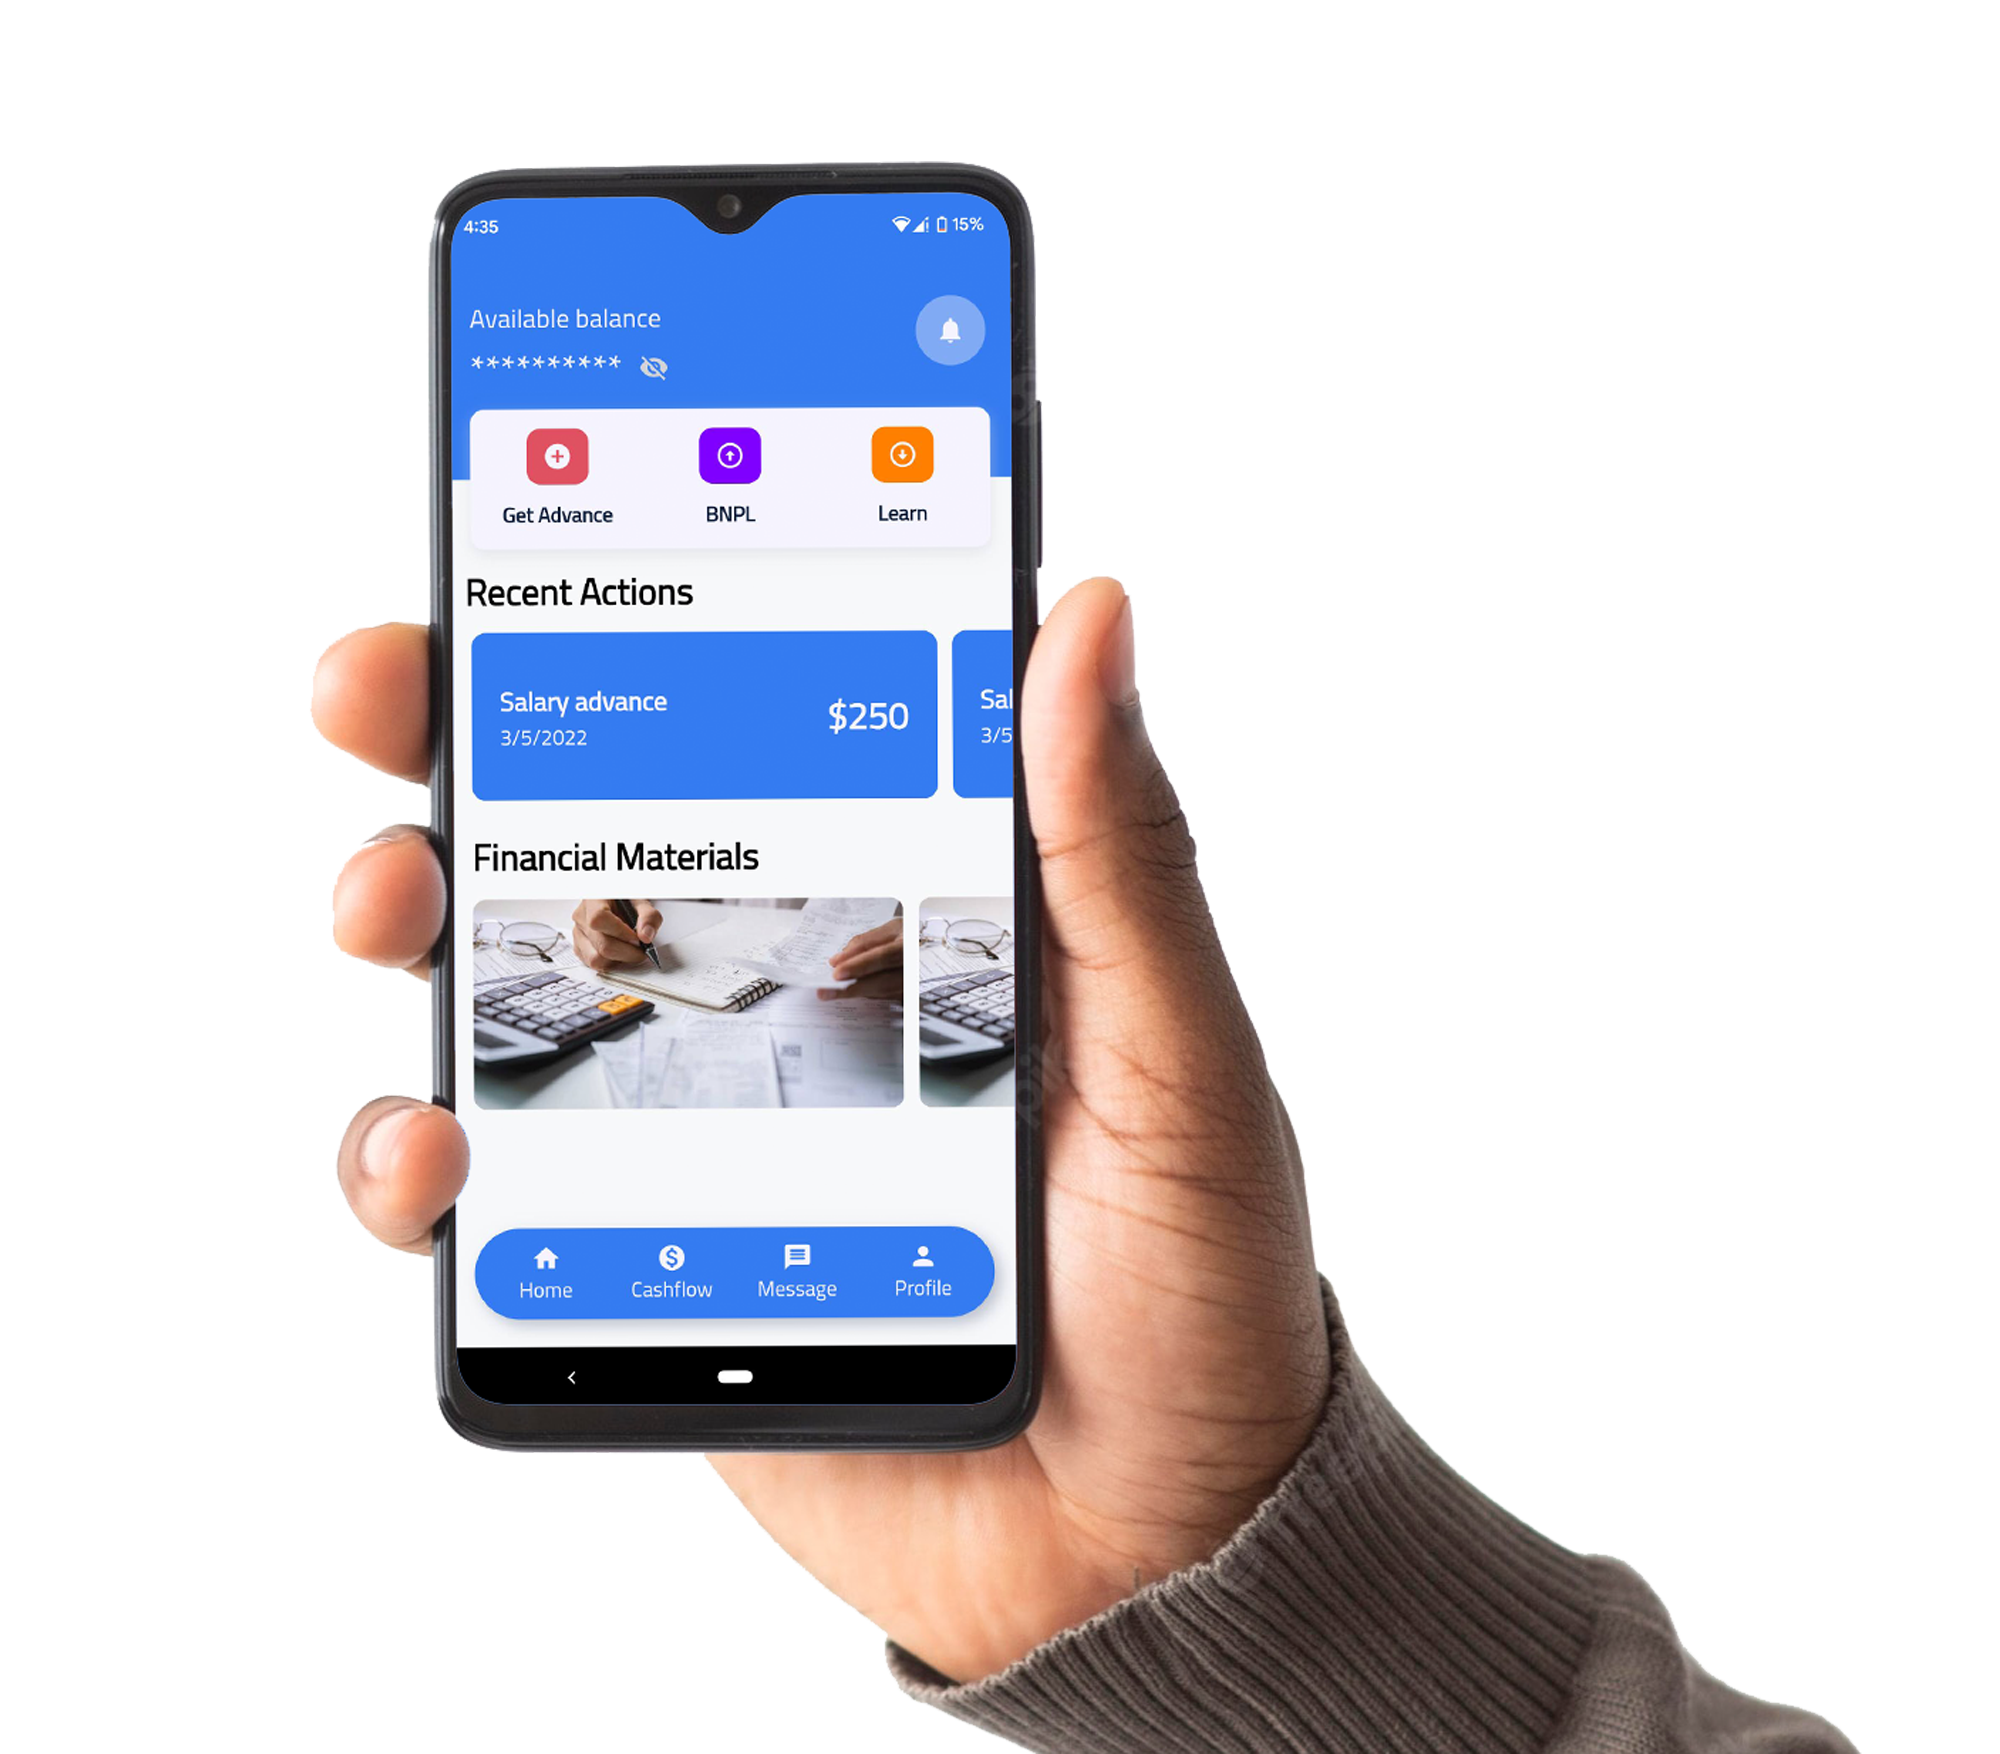 4:35
15%
Available balance
**********
Get Advance
BNPL
Learn
Recent Actions
Salary advance
3/5/2022
$250
Sal
3/5
Financial Materials
Home
Cashflow
Message
Profile